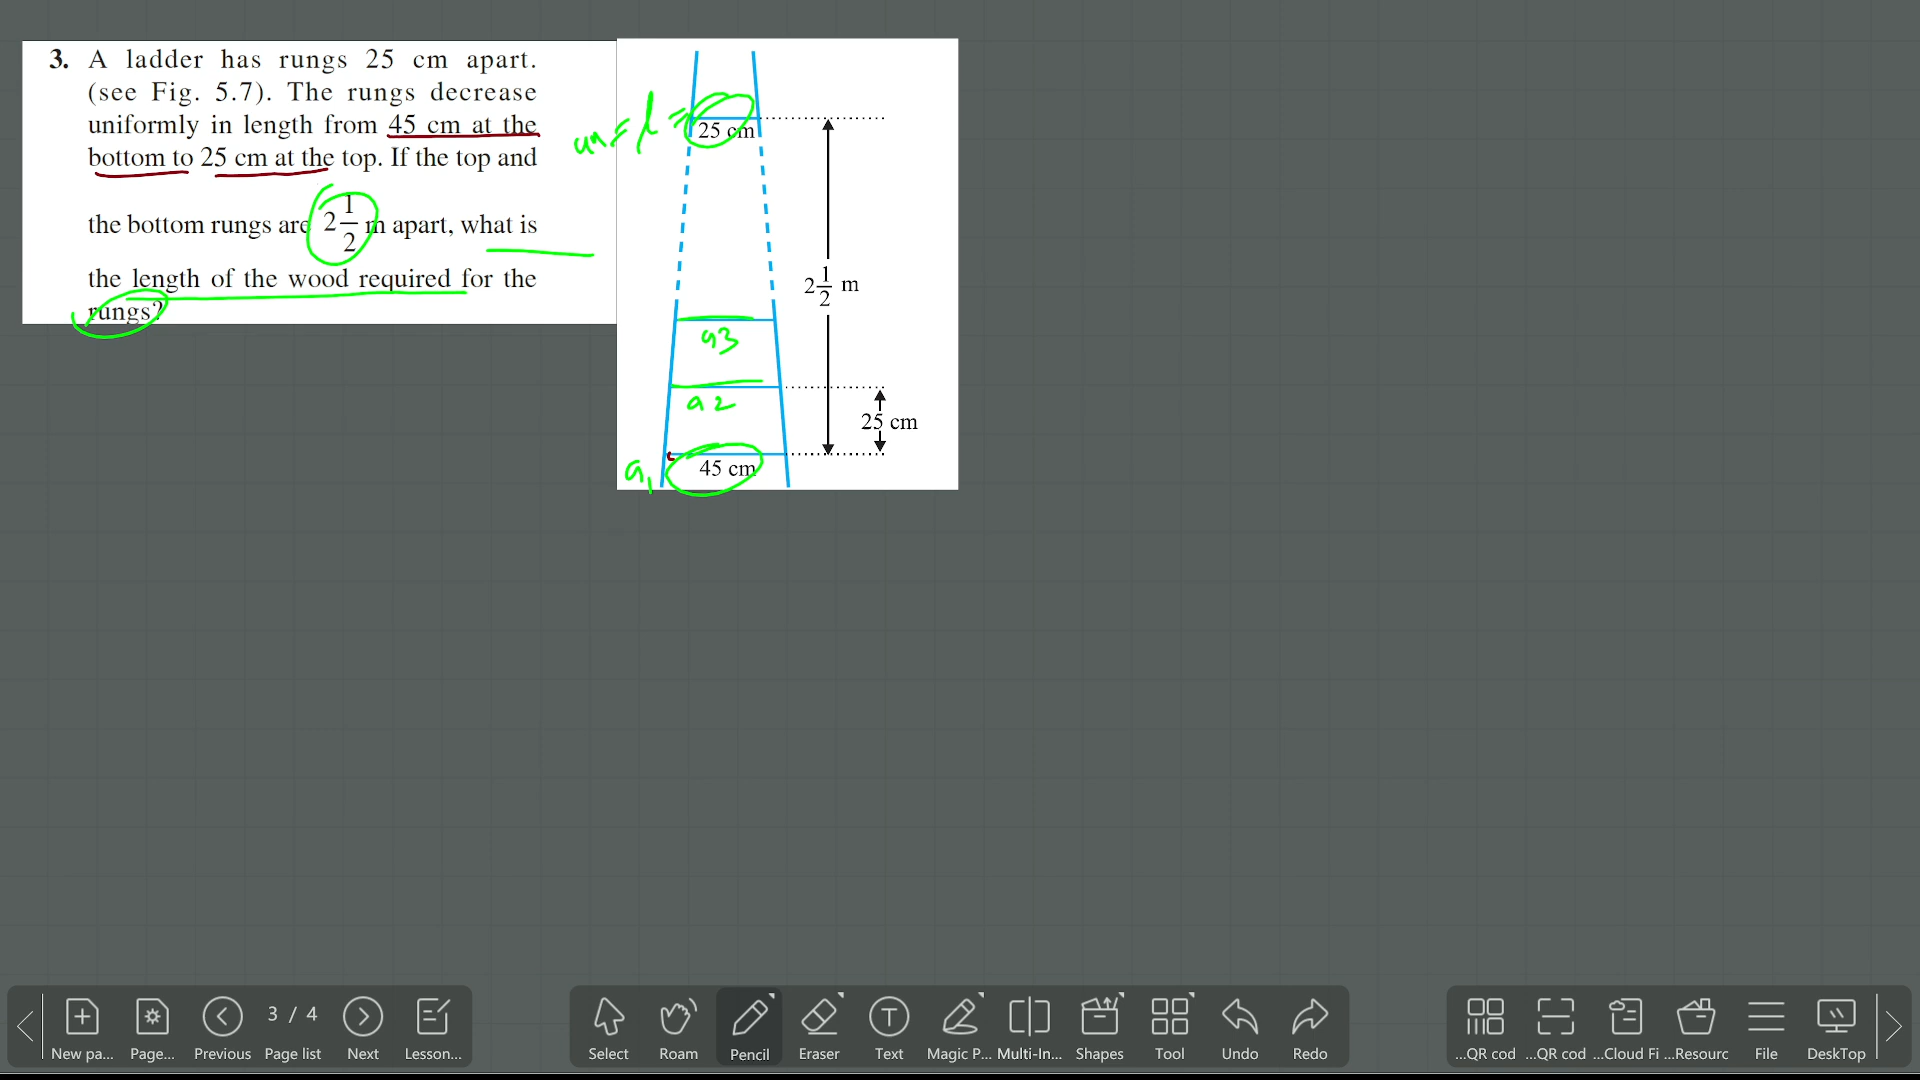 3. A ladder has rungs 25 cm apart.
(see Fig. 5.7). The rungs decrease
uniformly in length from 45 cm at the
bottom to 25 cm at the top. If the top and
the bottom rungs are 2 1/2 m apart, what is
the length of the wood required for the
rungs?
an = l =
25 cm
2 1/2 m
a3
a2
25 cm
a1
45 cm
3 / 4
New pa... Page... Previous Page list Next Lesson...
Select Roam Pencil Eraser Text Magic P... Multi-In... Shapes Tool Undo Redo
...QR cod ...QR cod ...Cloud Fi ...Resourc File DeskTop